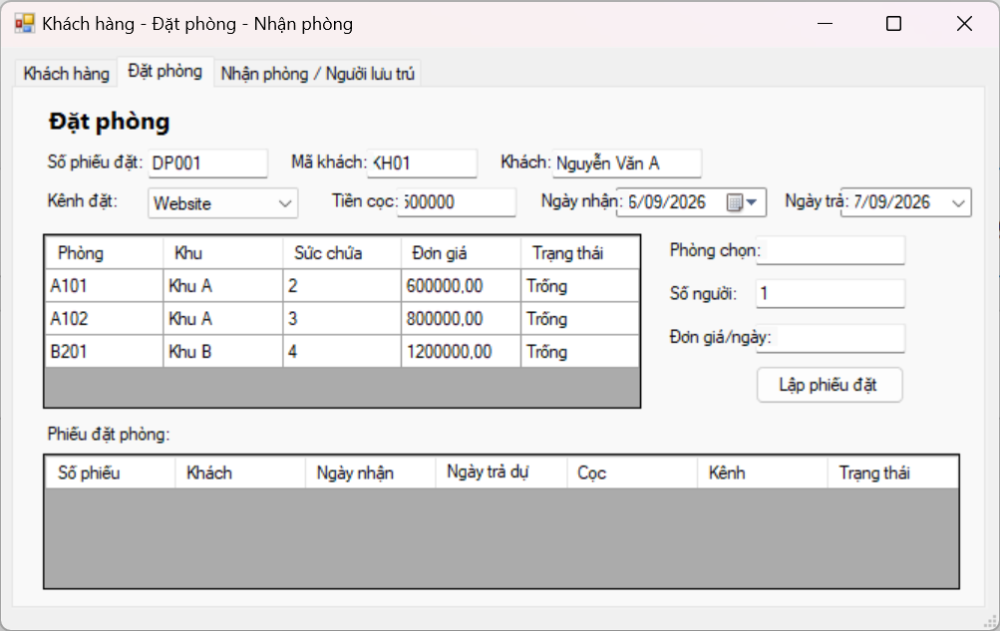 Khách hàng - Đặt phòng - Nhận phòng
Khách hàng Đặt phòng Nhận phòng / Người lưu trú
Đặt phòng
Số phiếu đặt: DP001 Mã khách: KH01 Khách: Nguyễn Văn A
Kênh đặt: Website Tiền cọc: 500000 Ngày nhận: 6/09/2026 Ngày trả: 7/09/2026
Phòng Khu Sức chứa Đơn giá Trạng thái
A101 Khu A 2 600000,00 Trống
A102 Khu A 3 800000,00 Trống
B201 Khu B 4 1200000,00 Trống
Phòng chọn:
Số người: 1
Đơn giá/ngày:
Lập phiếu đặt
Phiếu đặt phòng:
Số phiếu Khách Ngày nhận Ngày trả dự Cọc Kênh Trạng thái